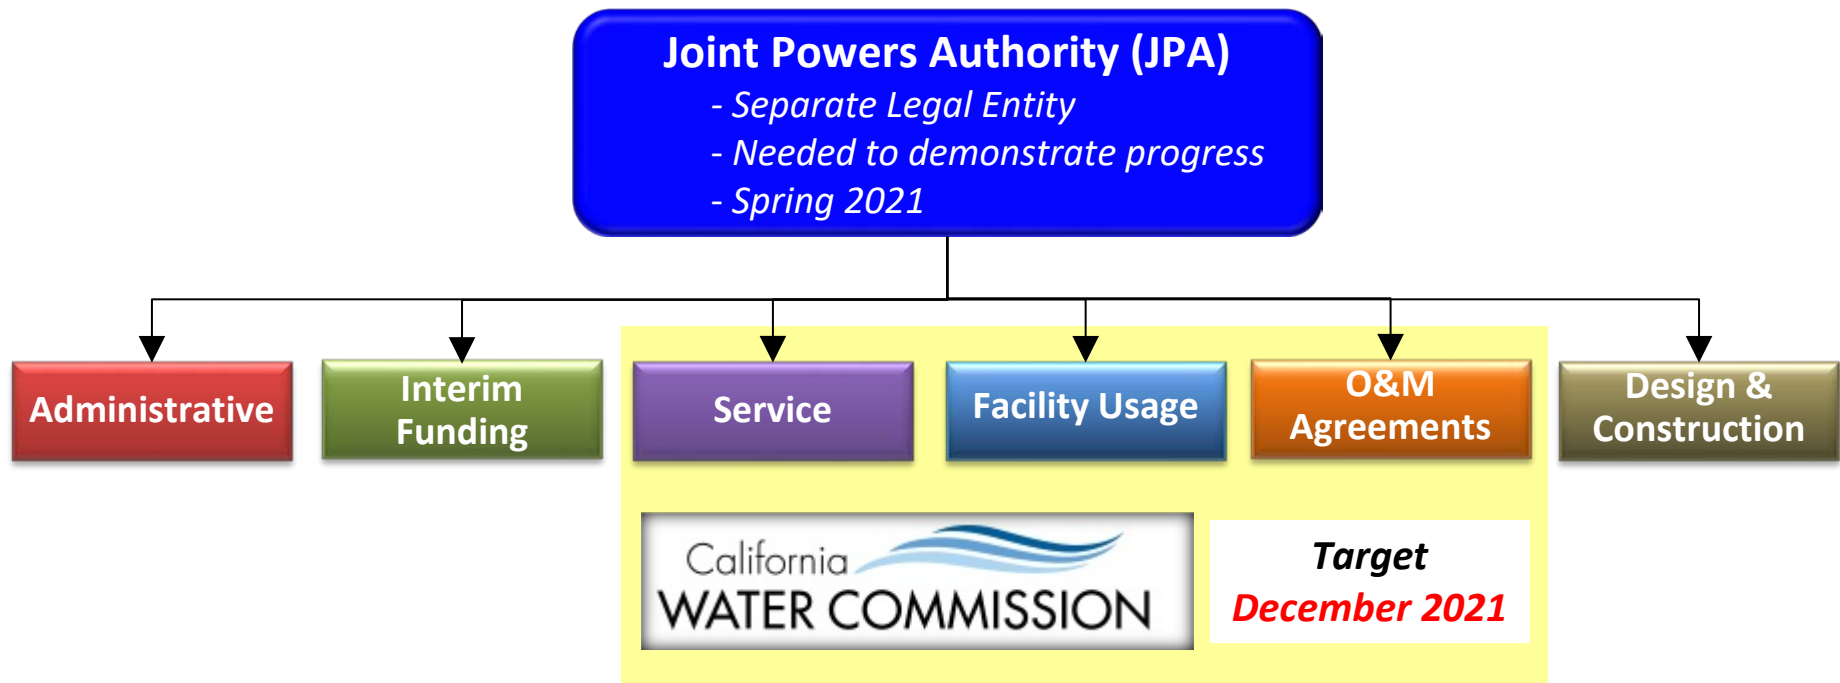 Joint Powers Authority (JPA)
- Separate Legal Entity
- Needed to demonstrate progress
- Spring 2021
Administrative
Interim
Funding
Service
Facility Usage
O&M
Agreements
Design &
Construction
California
WATER COMMISSION
Target
December 2021